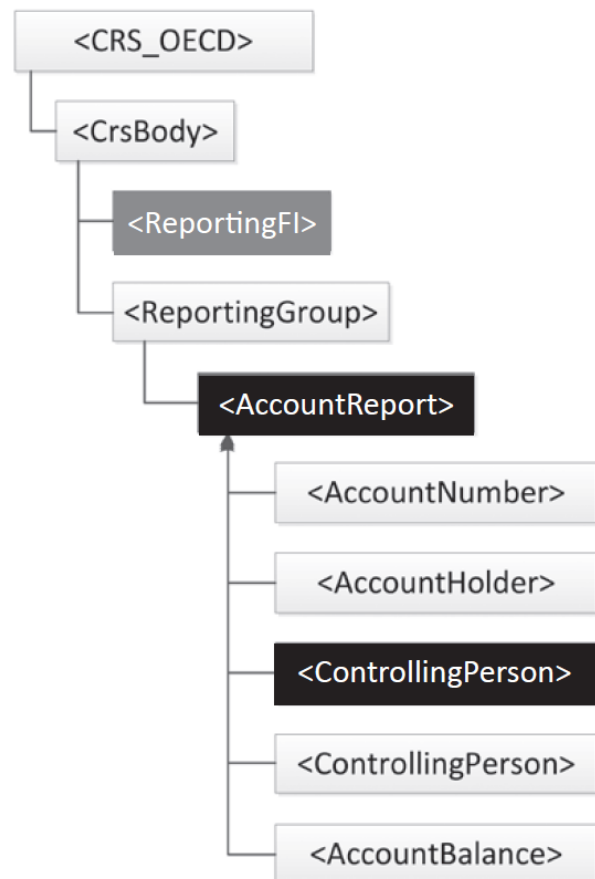 <CRS_OECD>
<CrsBody>
<ReportingFI>
<ReportingGroup>
<AccountReport>
<AccountNumber>
<AccountHolder>
<ControllingPerson>
<ControllingPerson>
<AccountBalance>